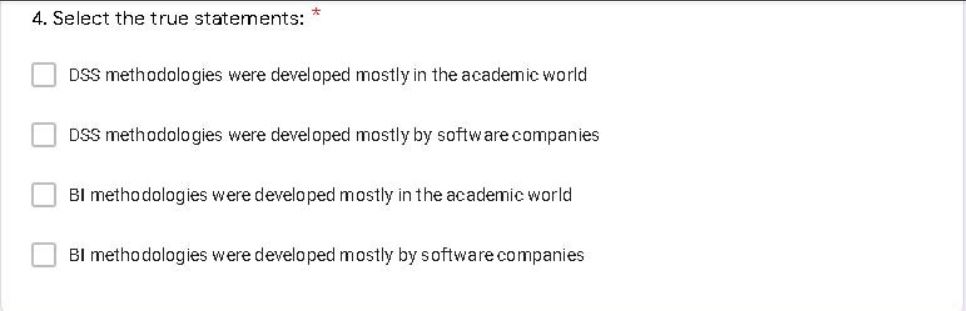 4. Select the true statements: *
DSS methodologies were developed mostly in the academic world
DSS methodologies were developed mostly by software companies
BI methodologies were developed mostly in the academic world
BI methodologies were developed mostly by software companies